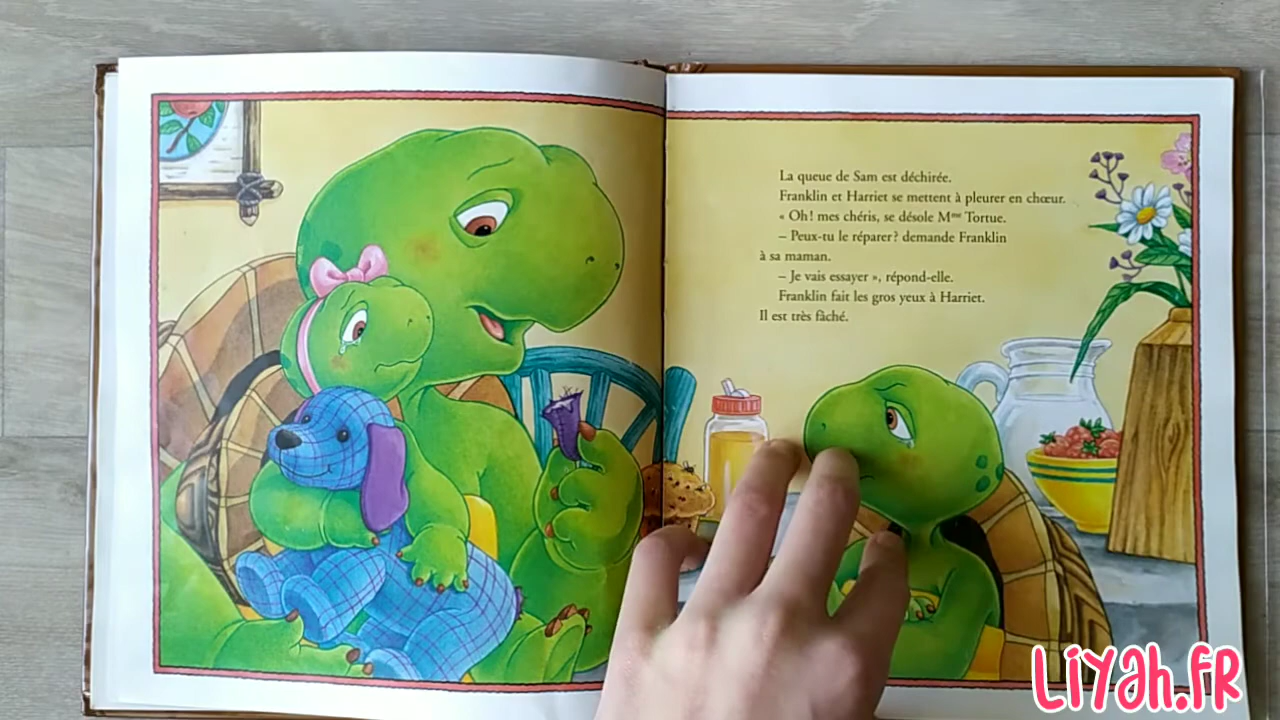 La queue de Sam est déchirée.
Franklin et Harriet se mettent à pleurer en chœur.
« Oh! mes chéris, se désole Mme Tortue.
– Peux-tu le réparer? demande Franklin
à sa maman.
– Je vais essayer », répond-elle.
Franklin fait les gros yeux à Harriet.
Il est très fâché.
LiYah.FR